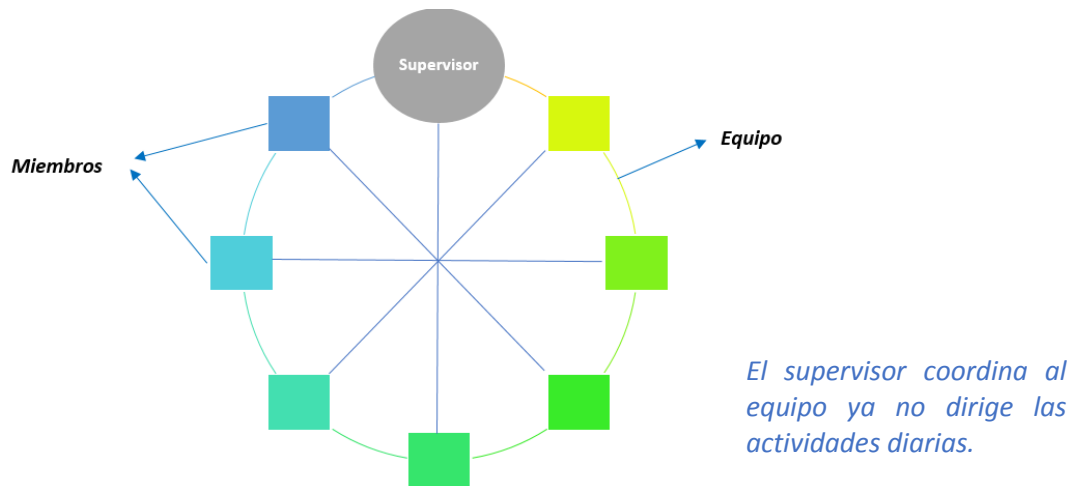 Supervisor
Miembros
Equipo
El supervisor coordina al
equipo ya no dirige las
actividades diarias.